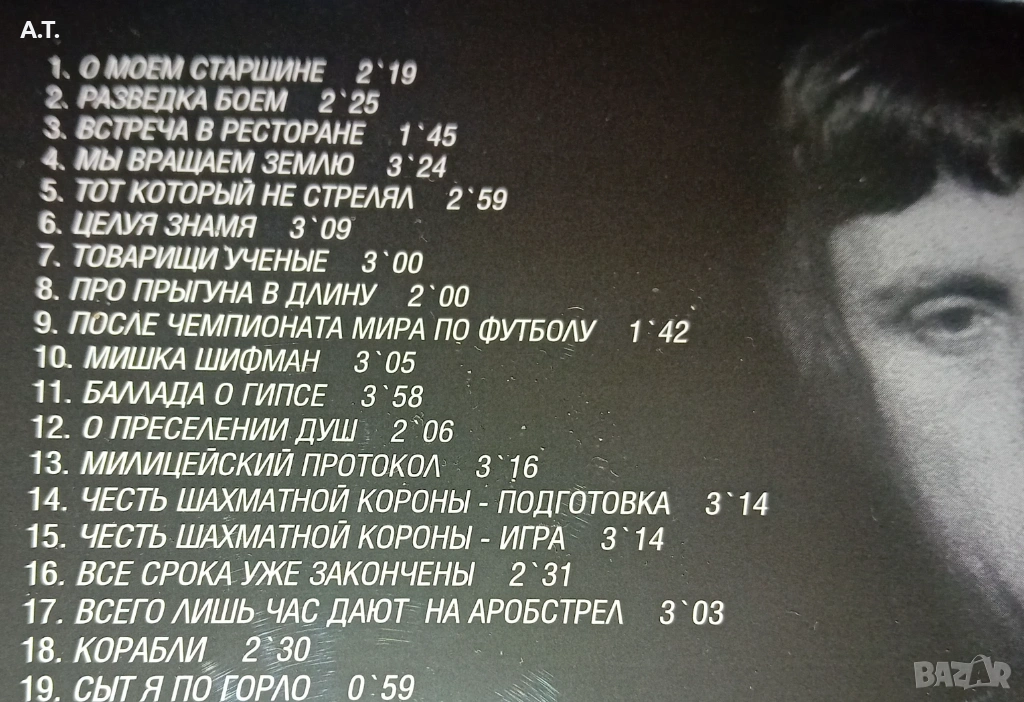 А.Т.
1. О МОЕМ СТАРШИНЕ 2`19
2. РАЗВЕДКА БОЕМ 2`25
3. ВСТРЕЧА В РЕСТОРАНЕ 1`45
4. МЫ ВРАЩАЕМ ЗЕМЛЮ 3`24
5. ТОТ КОТОРЫЙ НЕ СТРЕЛЯЛ 2`59
6. ЦЕЛУЯ ЗНАМЯ 3`09
7. ТОВАРИЩИ УЧЕНЫЕ 3`00
8. ПРО ПРЫГУНА В ДЛИНУ 2`00
9. ПОСЛЕ ЧЕМПИОНАТА МИРА ПО ФУТБОЛУ 1`42
10. МИШКА ШИФМАН 3`05
11. БАЛЛАДА О ГИПСЕ 3`58
12. О ПРЕСЕЛЕНИИ ДУШ 2`06
13. МИЛИЦЕЙСКИЙ ПРОТОКОЛ 3`16
14. ЧЕСТЬ ШАХМАТНОЙ КОРОНЫ - ПОДГОТОВКА 3`14
15. ЧЕСТЬ ШАХМАТНОЙ КОРОНЫ - ИГРА 3`14
16. ВСЕ СРОКА УЖЕ ЗАКОНЧЕНЫ 2`31
17. ВСЕГО ЛИШЬ ЧАС ДАЮТ НА АРОБСТРЕЛ 3`03
18. КОРАБЛИ 2`30
19. СЫТ Я ПО ГОРЛО 0`59
BAZAR